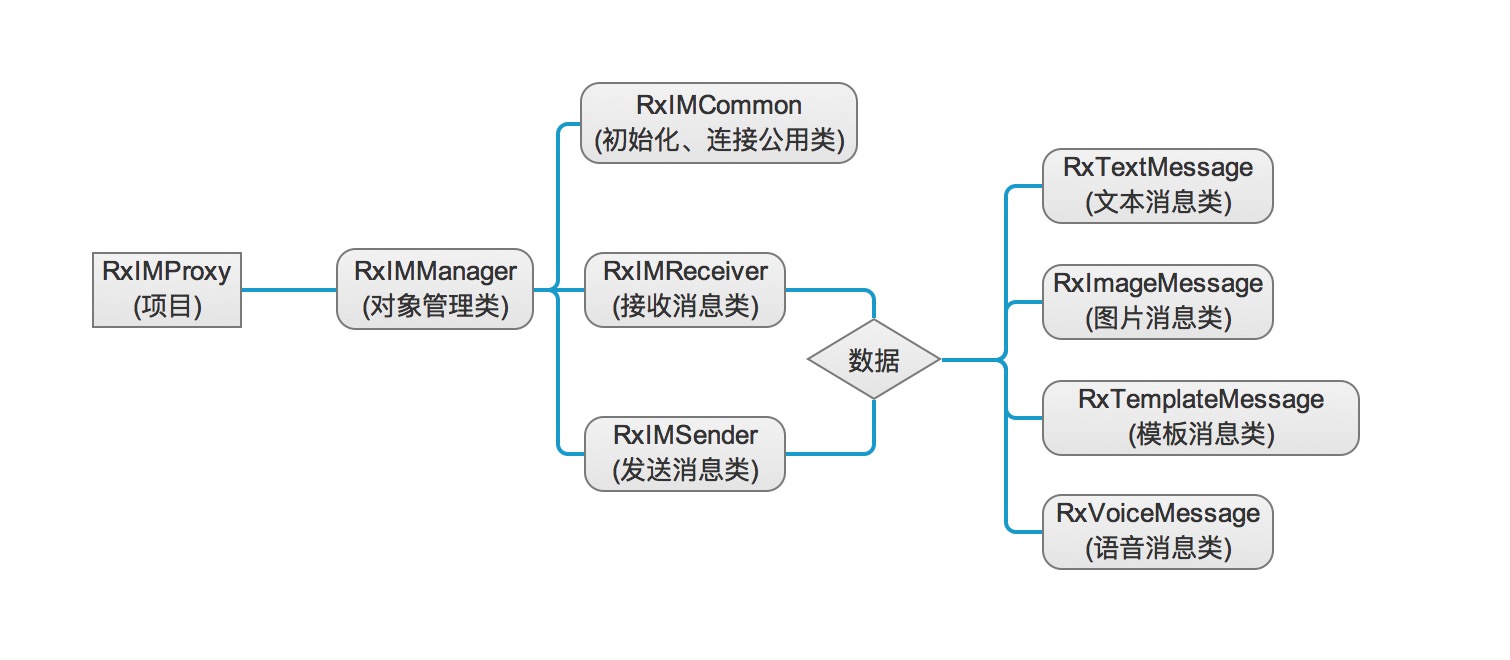 RxIMProxy
(项目)
RxIMManager
(对象管理类)
RxIMCommon
(初始化、连接公用类)
RxIMReceiver
(接收消息类)
RxIMSender
(发送消息类)
数据
RxTextMessage
(文本消息类)
RxImageMessage
(图片消息类)
RxTemplateMessage
(模板消息类)
RxVoiceMessage
(语音消息类)